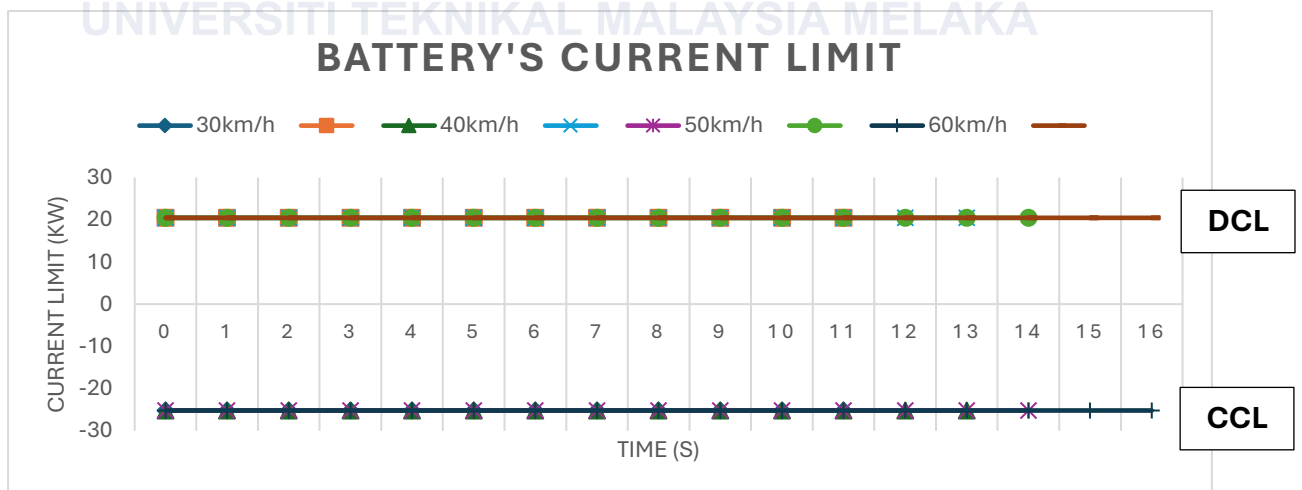 UNIVERSITI TEKNIKAL MALAYSIA MELAKA
BATTERY'S CURRENT LIMIT
30km/h 40km/h 50km/h 60km/h
30
20
10
0
-10
-20
-30
CURRENT LIMIT (KW)
0 1 2 3 4 5 6 7 8 9 10 11 12 13 14 15 16
TIME (S)
DCL
CCL